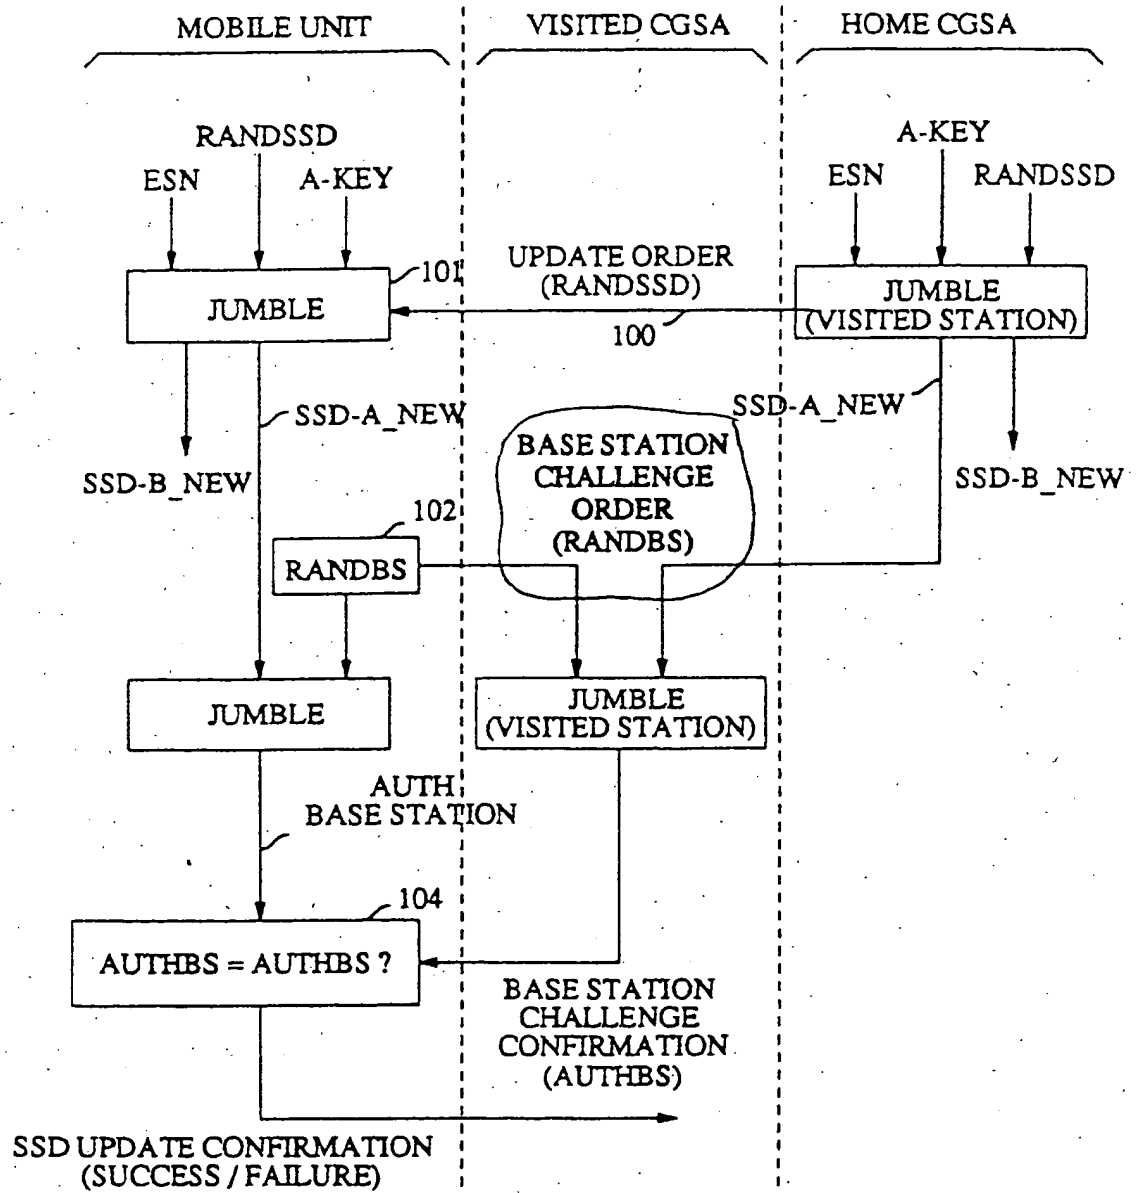 MOBILE UNIT
VISITED CGSA
HOME CGSA
RANDSSD
ESN
A-KEY
A-KEY
ESN
RANDSSD
101
JUMBLE
UPDATE ORDER
(RANDSSD)
100
JUMBLE
(VISITED STATION)
SSD-A_NEW
SSD-B_NEW
SSD-A_NEW
SSD-B_NEW
BASE STATION
CHALLENGE
ORDER
(RANDBS)
102
RANDBS
JUMBLE
JUMBLE
(VISITED STATION)
AUTH
BASE STATION
104
AUTHBS = AUTHBS ?
BASE STATION
CHALLENGE
CONFIRMATION
(AUTHBS)
SSD UPDATE CONFIRMATION
(SUCCESS / FAILURE)